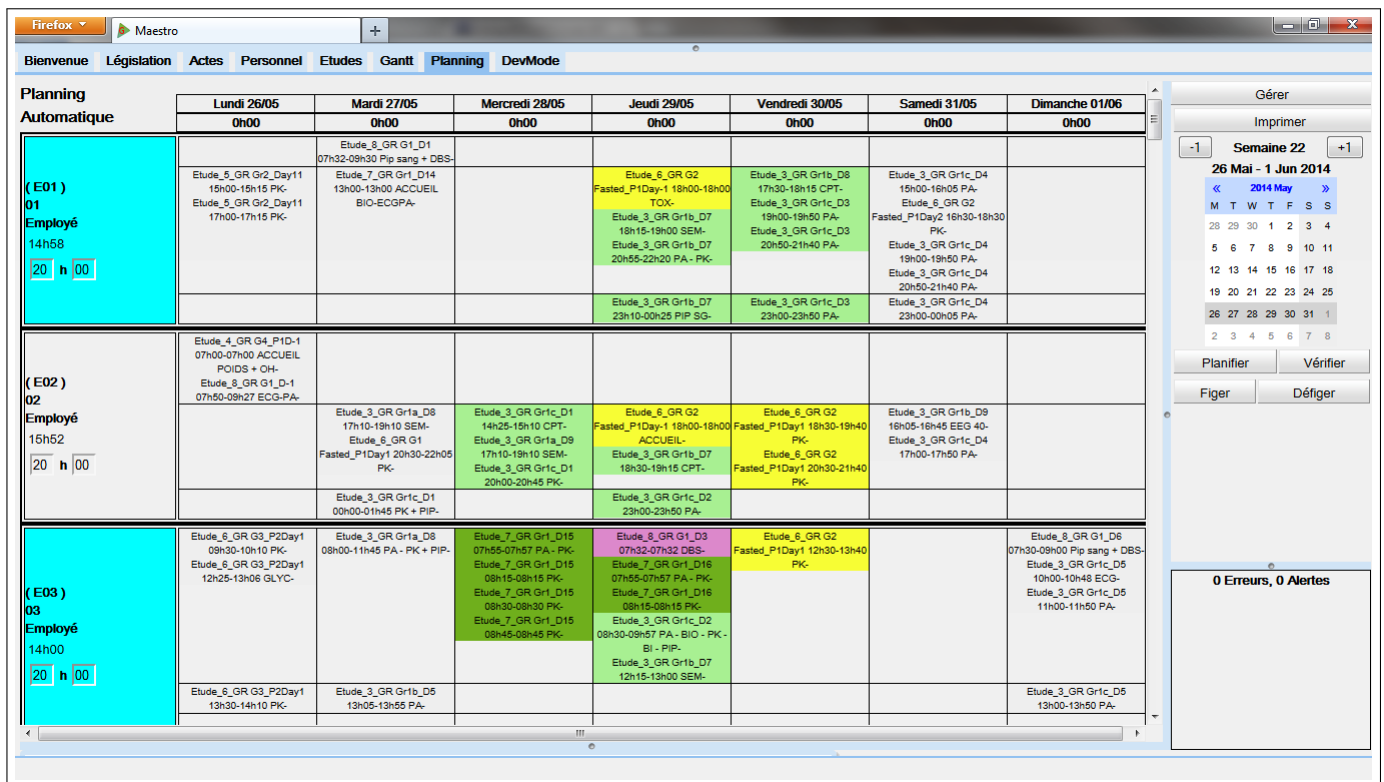 Firefox
Maestro
+
Bienvenue Législation Actes Personnel Etudes Gantt Planning DevMode
Planning
Automatique
Lundi 26/05 Mardi 27/05 Mercredi 28/05 Jeudi 29/05 Vendredi 30/05 Samedi 31/05 Dimanche 01/06
0h00 0h00 0h00 0h00 0h00 0h00 0h00
( E01 )
01
Employé
14h58
20 h 00
Etude_8_GR G1_D1
07h32-09h30 Pip sang + DBS-
Etude_5_GR Gr2_Day11
15h00-15h15 PK-
Etude_5_GR Gr2_Day11
17h00-17h15 PK-
Etude_7_GR Gr1_D14
13h00-13h00 ACCUEIL
BIO-ECGPA-
Etude_6_GR G2
Fasted_P1Day-1 18h00-18h00
TOX-
Etude_3_GR Gr1b_D7
18h15-19h00 SEM-
Etude_3_GR Gr1b_D7
20h55-22h20 PA - PK-
Etude_3_GR Gr1b_D8
17h30-18h15 CPT-
Etude_3_GR Gr1c_D3
19h00-19h50 PA-
Etude_3_GR Gr1c_D3
20h50-21h40 PA-
Etude_3_GR Gr1c_D4
15h00-16h05 PA-
Etude_6_GR G2
Fasted_P1Day2 16h30-18h30
PK-
Etude_3_GR Gr1c_D4
19h00-19h50 PA-
Etude_3_GR Gr1c_D4
20h50-21h40 PA-
Etude_3_GR Gr1b_D7
23h10-00h25 PIP SG-
Etude_3_GR Gr1c_D3
23h00-23h50 PA-
Etude_3_GR Gr1c_D4
23h00-00h05 PA-
( E02 )
02
Employé
15h52
20 h 00
Etude_4_GR G4_P1D-1
07h00-07h00 ACCUEIL
POIDS + OH-
Etude_8_GR G1_D-1
07h50-09h27 ECG-PA-
Etude_3_GR Gr1a_D8
17h10-19h10 SEM-
Etude_6_GR G1
Fasted_P1Day1 20h30-22h05
PK-
Etude_3_GR Gr1c_D1
14h25-15h10 CPT-
Etude_3_GR Gr1a_D9
17h10-19h10 SEM-
Etude_3_GR Gr1c_D1
20h00-20h45 PK-
Etude_6_GR G2
Fasted_P1Day-1 18h00-18h00
ACCUEIL-
Etude_3_GR Gr1b_D7
18h30-19h15 CPT-
Etude_6_GR G2
Fasted_P1Day1 18h30-19h40
PK-
Etude_6_GR G2
Fasted_P1Day1 20h30-21h40
PK-
Etude_3_GR Gr1b_D9
16h05-16h45 EEG 40-
Etude_3_GR Gr1c_D4
17h00-17h50 PA-
Etude_3_GR Gr1c_D1
00h00-01h45 PK + PIP-
Etude_3_GR Gr1c_D2
23h00-23h50 PA-
( E03 )
03
Employé
14h00
20 h 00
Etude_6_GR G3_P2Day1
09h30-10h10 PK-
Etude_6_GR G3_P2Day1
12h25-13h06 GLYC-
Etude_3_GR Gr1a_D8
08h00-11h45 PA - PK + PIP-
Etude_7_GR Gr1_D15
07h55-07h57 PA - PK-
Etude_7_GR Gr1_D15
08h15-08h15 PK-
Etude_7_GR Gr1_D15
08h30-08h30 PK-
Etude_7_GR Gr1_D15
08h45-08h45 PK-
Etude_8_GR G1_D3
07h32-07h32 DBS-
Etude_7_GR Gr1_D16
07h55-07h57 PA - PK-
Etude_7_GR Gr1_D16
08h15-08h15 PK-
Etude_3_GR Gr1c_D2
08h30-09h57 PA - BIO - PK -
BI - PIP-
Etude_3_GR Gr1b_D7
12h15-13h00 SEM-
Etude_6_GR G2
Fasted_P1Day1 12h30-13h40
PK-
Etude_8_GR G1_D6
07h30-09h00 Pip sang + DBS-
Etude_3_GR Gr1c_D5
10h00-10h48 ECG-
Etude_3_GR Gr1c_D5
11h00-11h50 PA-
Etude_6_GR G3_P2Day1
13h30-14h10 PK-
Etude_3_GR Gr1b_D5
13h05-13h55 PA-
Etude_3_GR Gr1c_D5
13h00-13h50 PA-
Gérer
Imprimer
-1 Semaine 22 +1
26 Mai - 1 Jun 2014
« 2014 May »
M T W T F S S
28 29 30 1 2 3 4
5 6 7 8 9 10 11
12 13 14 15 16 17 18
19 20 21 22 23 24 25
26 27 28 29 30 31 1
2 3 4 5 6 7 8
Planifier Vérifier
Figer Défiger
0 Erreurs, 0 Alertes